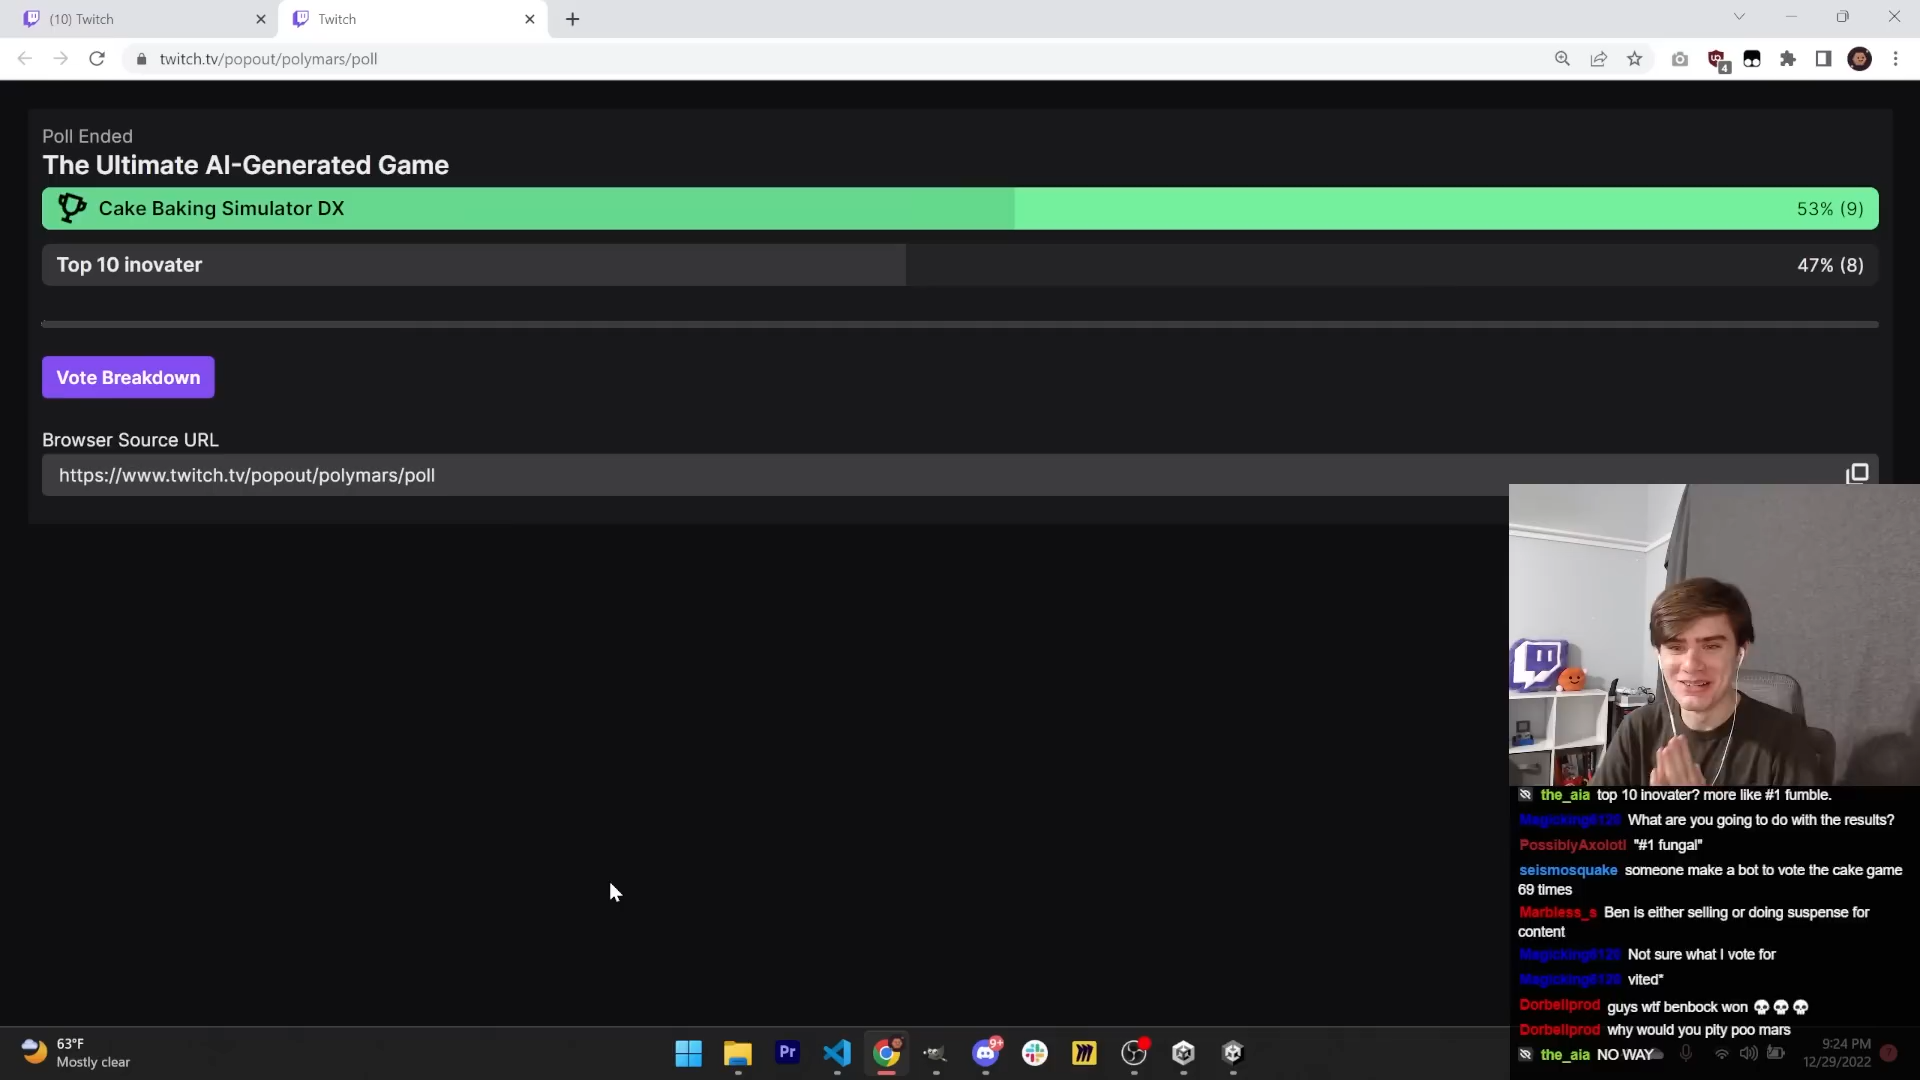 (10) Twitch
Twitch
twitch.tv/popout/polymars/poll
4
Poll Ended
The Ultimate AI-Generated Game
Cake Baking Simulator DX
53% (9)
Top 10 inovater
47% (8)
Vote Breakdown
Browser Source URL
https://www.twitch.tv/popout/polymars/poll
the_aia top 10 inovater? more like #1 fumble.
What are you going to do with the results?
PossiblyAxolotl "#1 fungal"
seismosquake someone make a bot to vote the cake game
69 times
Marbless_s Ben is either selling or doing suspense for
content
Not sure what I vote for
vited"
Dorbellprod guys wtf benbock won 💀💀💀
Dorbellprod why would you pity poo mars
the_aia NO WAY
63°F
Mostly clear
Pr
9+
9:24 PM
12/29/2022